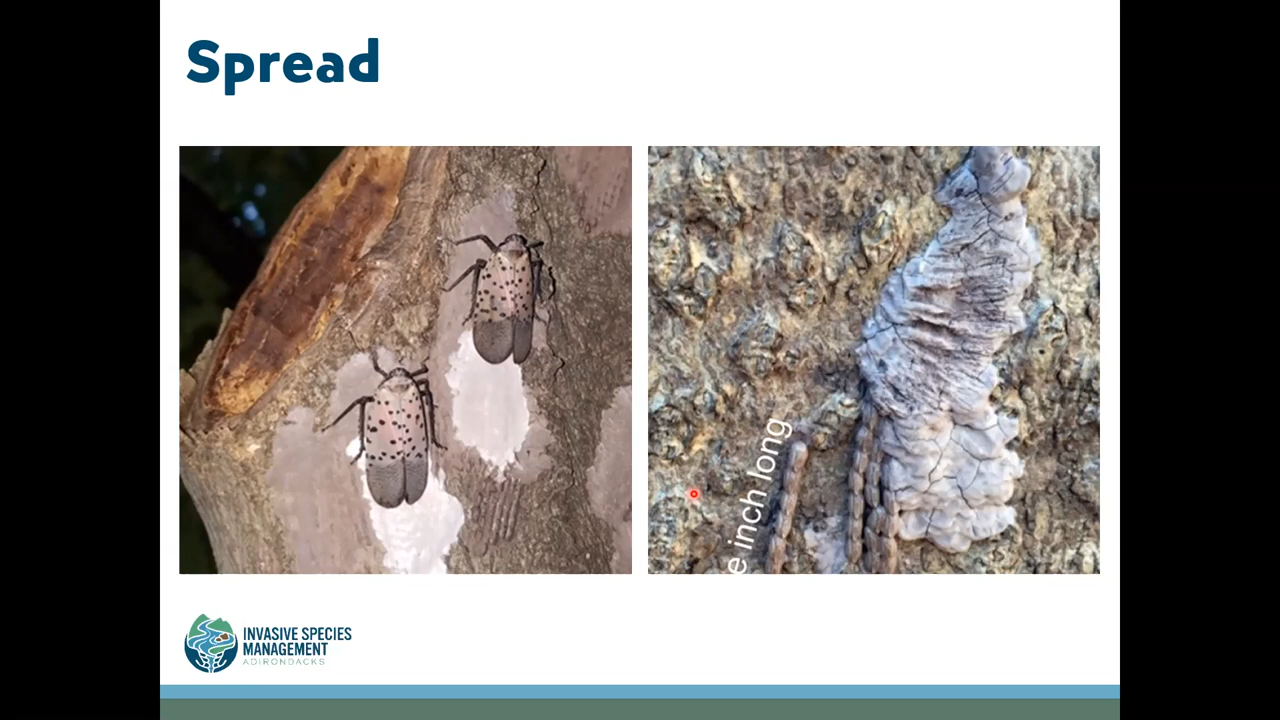 Spread
e inch long
INVASIVE SPECIES
MANAGEMENT
ADIRONDACKS